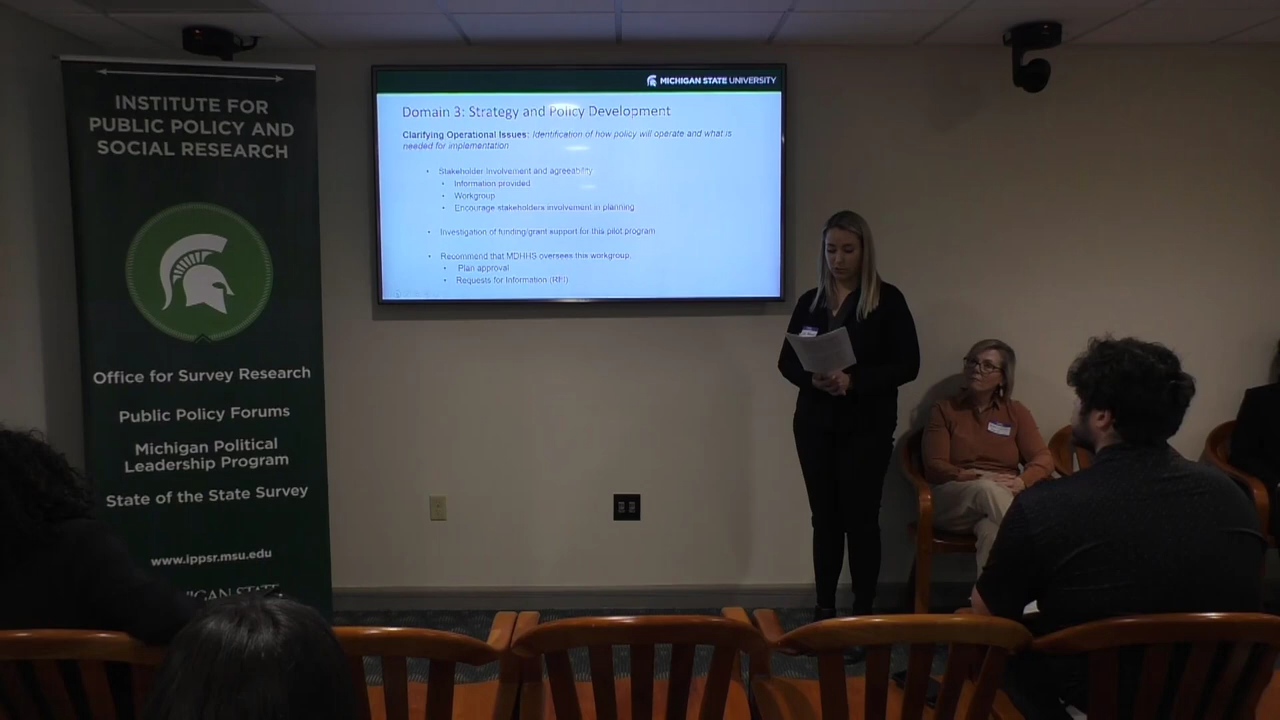 INSTITUTE FOR
PUBLIC POLICY AND
SOCIAL RESEARCH
Office for Survey Research
Public Policy Forums
Michigan Political
Leadership Program
State of the State Survey
www.ippsr.msu.edu
MICHIGAN STATE UNIVERSITY
Domain 3: Strategy and Policy Development
Clarifying Operational Issues: Identification of how policy will operate and what is
needed for implementation
• Stakeholder Involvement and agreeability
• Information provided
• Workgroup
• Encourage stakeholders involvement in planning
• Investigation of funding/grant support for this pilot program
• Recommend that MDHHS oversees this workgroup.
• Plan approval
• Requests for Information (RFI)